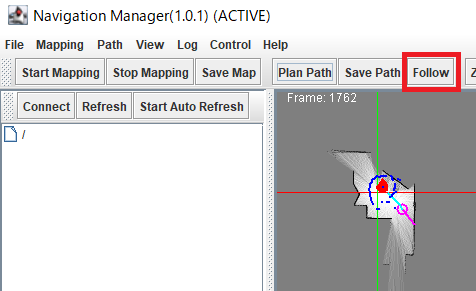 Navigation Manager(1.0.1) (ACTIVE)
File Mapping Path View Log Control Help
Start Mapping Stop Mapping Save Map Plan Path Save Path Follow Z
Connect Refresh Start Auto Refresh
Frame: 1762
/